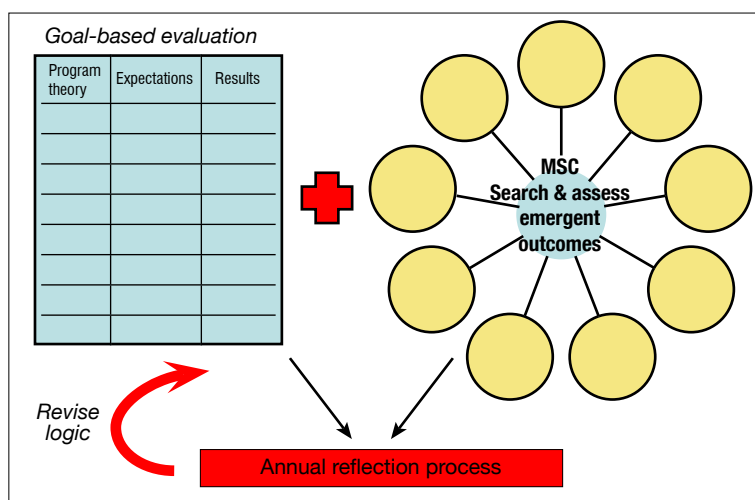 Goal-based evaluation
Program
theory
Expectations
Results
MSC
Search & assess
emergent
outcomes
Revise
logic
Annual reflection process